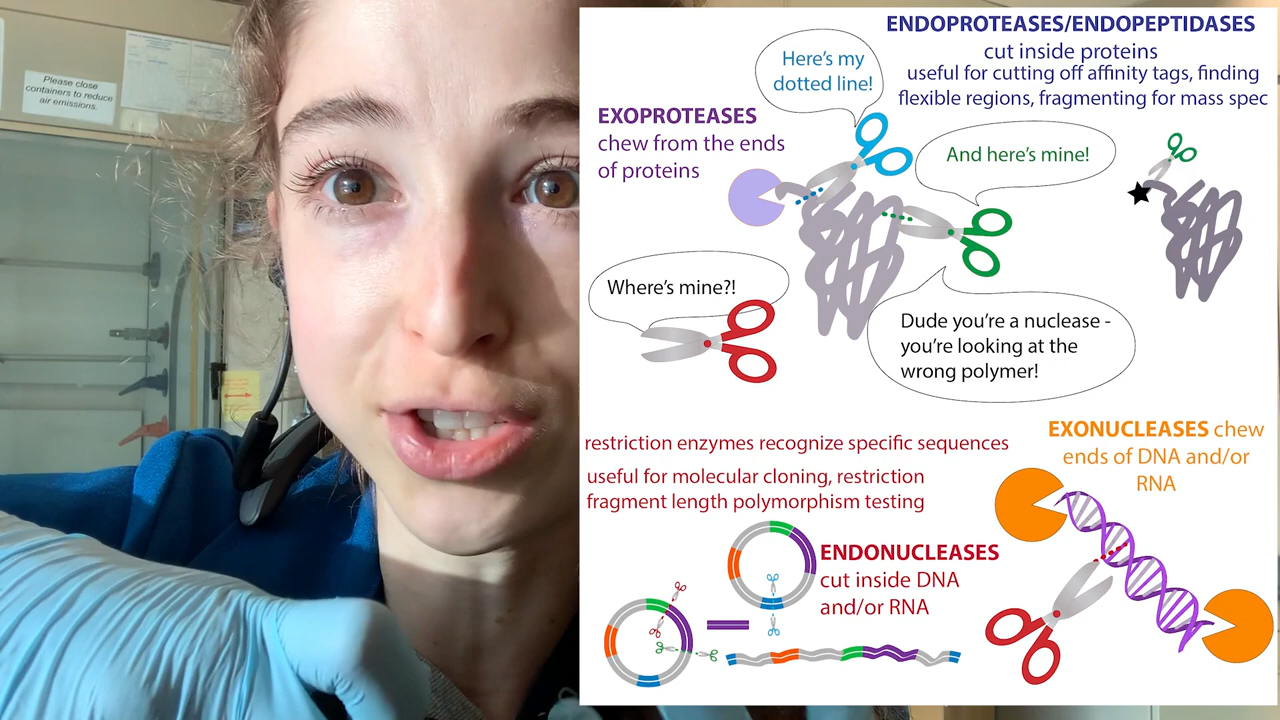 Please close
containers to reduce
air emissions.
ENDOPROTEASES/ENDOPEPTIDASES
cut inside proteins
useful for cutting off affinity tags, finding
flexible regions, fragmenting for mass spec
Here's my
dotted line!
EXOPROTEASES
chew from the ends
of proteins
And here's mine!
Where's mine?!
Dude you're a nuclease -
you're looking at the
wrong polymer!
restriction enzymes recognize specific sequences
useful for molecular cloning, restriction
fragment length polymorphism testing
EXONUCLEASES chew
ends of DNA and/or
RNA
ENDONUCLEASES
cut inside DNA
and/or RNA